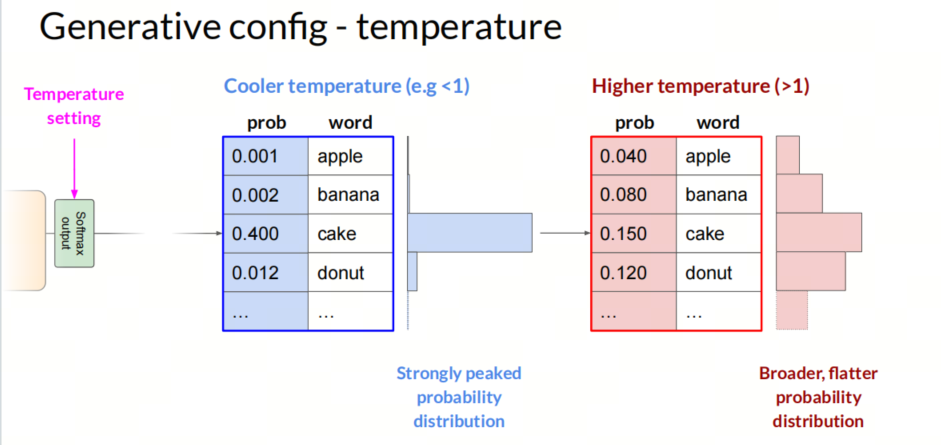 Generative config - temperature
Temperature
setting
Softmax
output
Cooler temperature (e.g <1)
prob word
0.001 apple
0.002 banana
0.400 cake
0.012 donut
... ...
Strongly peaked
probability
distribution
Higher temperature (>1)
prob word
0.040 apple
0.080 banana
0.150 cake
0.120 donut
... ...
Broader, flatter
probability
distribution